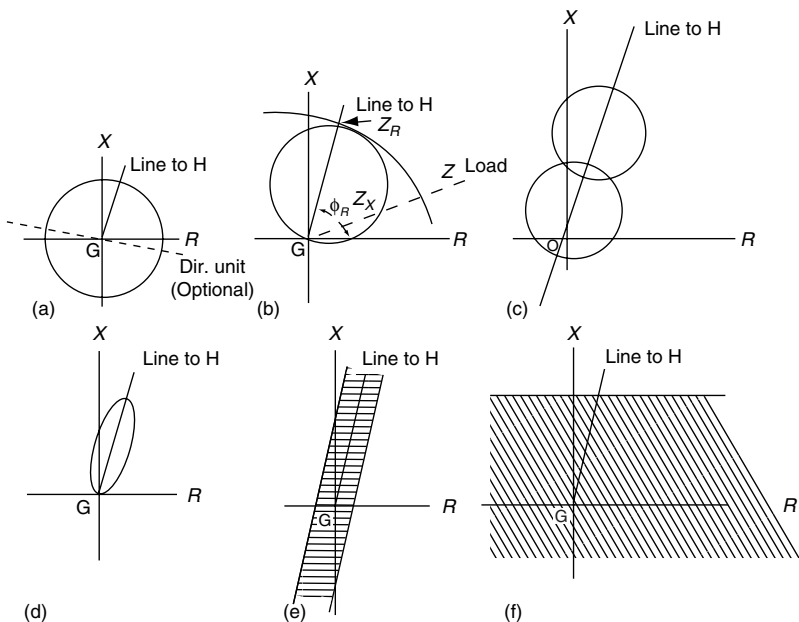 X
Line to H
G
R
Dir. unit
(Optional)
(a)
X
Line to H
Z_R
Z Load
ϕ_R
Z_X
G
R
(b)
X
Line to H
O
R
(c)
X
Line to H
G
R
(d)
X
Line to H
G
R
(e)
X
Line to H
G
R
(f)